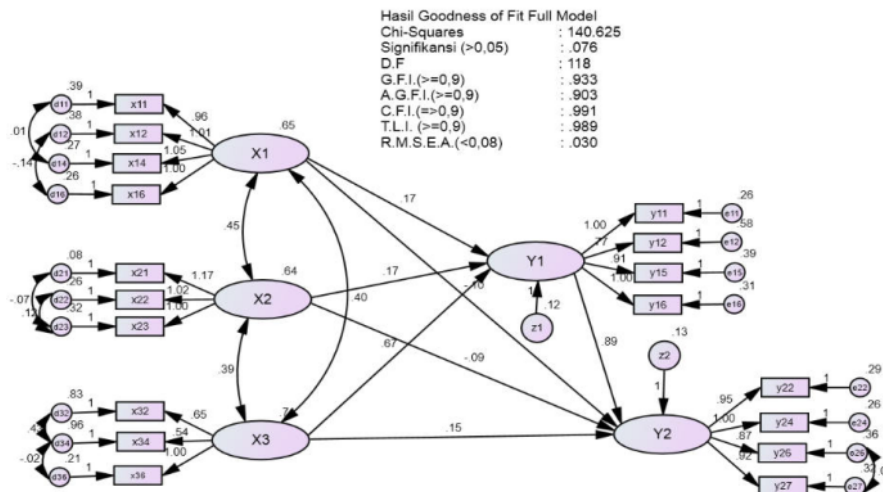 Hasil Goodness of Fit Full Model
Chi-Squares : 140.625
Signifikansi (>0,05) : .076
D.F : 118
G.F.I.(>=0,9) : .933
A.G.F.I.(>=0,9) : .903
C.F.I.(=>0,9) : .991
T.L.I. (>=0,9) : .989
R.M.S.E.A.(<0,08) : .030
.39
d11 1 x11 .96
.38
d12 1 x12 1.01
.01
.27
d14 1 x14 1.05
-.14
.26
d16 1 x16 1.00
.65
X1
.45
.40
.17
.08
d21 1 x21 1.17
.26
d22 1 x22 1.02
-.07
.12
.32
d23 1 x23 1.00
.64
X2
.17
-.10
.67
-.09
.39
.83
d32 1 x32 .65
.96
d34 1 x34 .54
-.02
.21
d36 1 x36 1.00
X3
.15
Y1
1
.12
z1
.89
1.00 y11 1 e11 .26
.77 y12 1 e12 .58
.91 y15 1 e15 .39
1.00 y16 1 e16 .31
.13
z2
1
Y2
.95 y22 1 e22 .29
1.00 y24 1 e24 .26
.87 y26 1 e26 .36
.92 y27 1 e27 .32